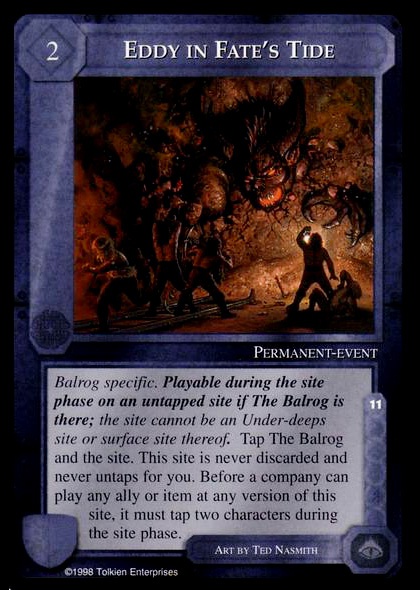 2
EDDY IN FATE'S TIDE
PERMANENT-EVENT
Balrog specific. Playable during the site
phase on an untapped site if The Balrog is
there; the site cannot be an Under-deeps
site or surface site thereof. Tap The Balrog
and the site. This site is never discarded and
never untaps for you. Before a company can
play any ally or item at any version of this
site, it must tap two characters during
the site phase.
11
ART BY TED NASMITH
©1998 Tolkien Enterprises